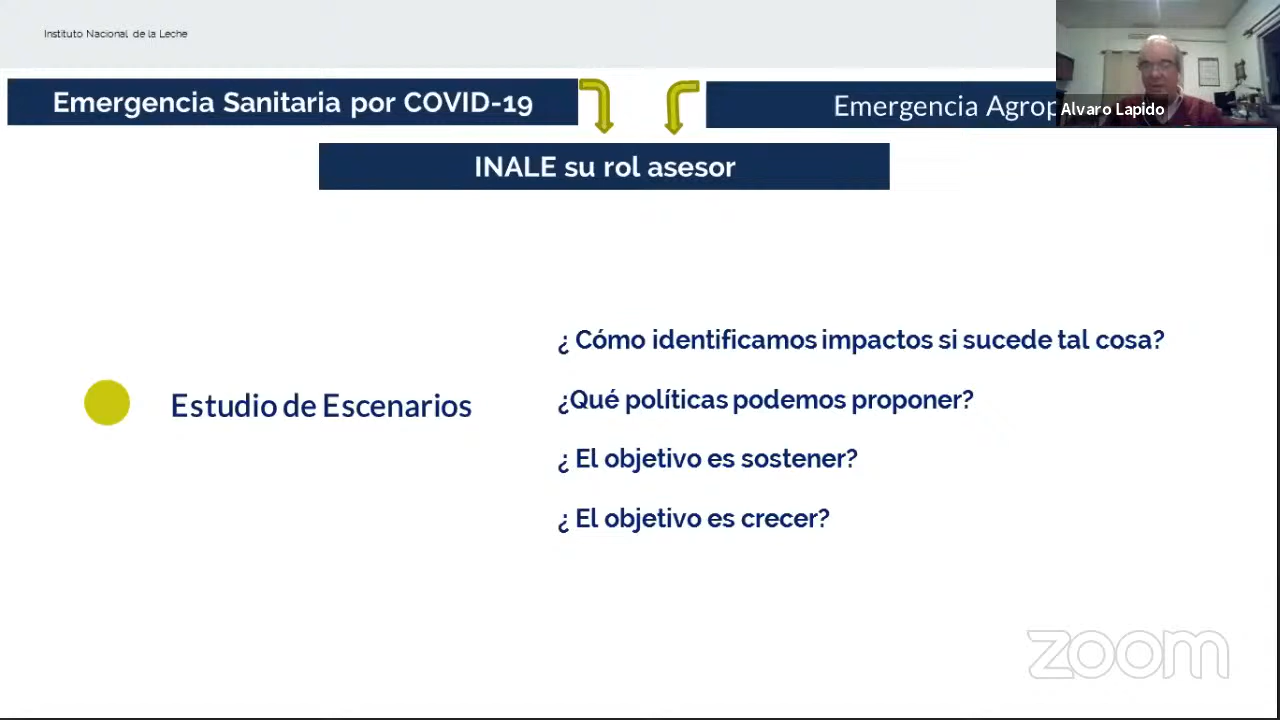 Instituto Nacional de la Leche
Emergencia Sanitaria por COVID-19
Emergencia
Alvaro Lapido
INALE su rol asesor
Estudio de Escenarios
¿ Cómo identificamos impactos si sucede tal cosa?
¿Qué políticas podemos proponer?
¿ El objetivo es sostener?
¿ El objetivo es crecer?
zoom